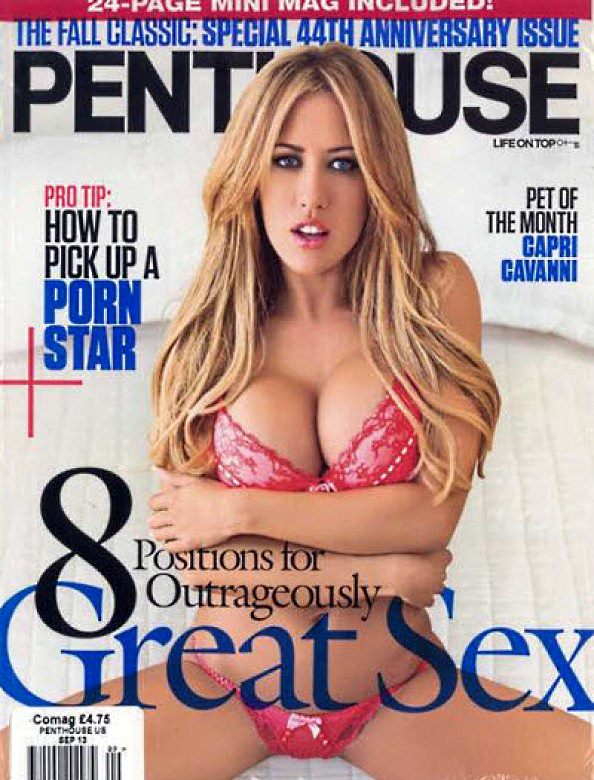 24-PAGE MINI MAG INCLUDED!
THE FALL CLASSIC: SPECIAL 44TH ANNIVERSARY ISSUE
PENTHOUSE
LIFE ON TOP
PRO TIP:
HOW TO
PICK UP A
PORN
STAR
PET OF
THE MONTH
CAPRI
CAVANNI
8 Positions for
Outrageously
Great Sex
Comag £4.75
PENTHOUSE US
SEP 13